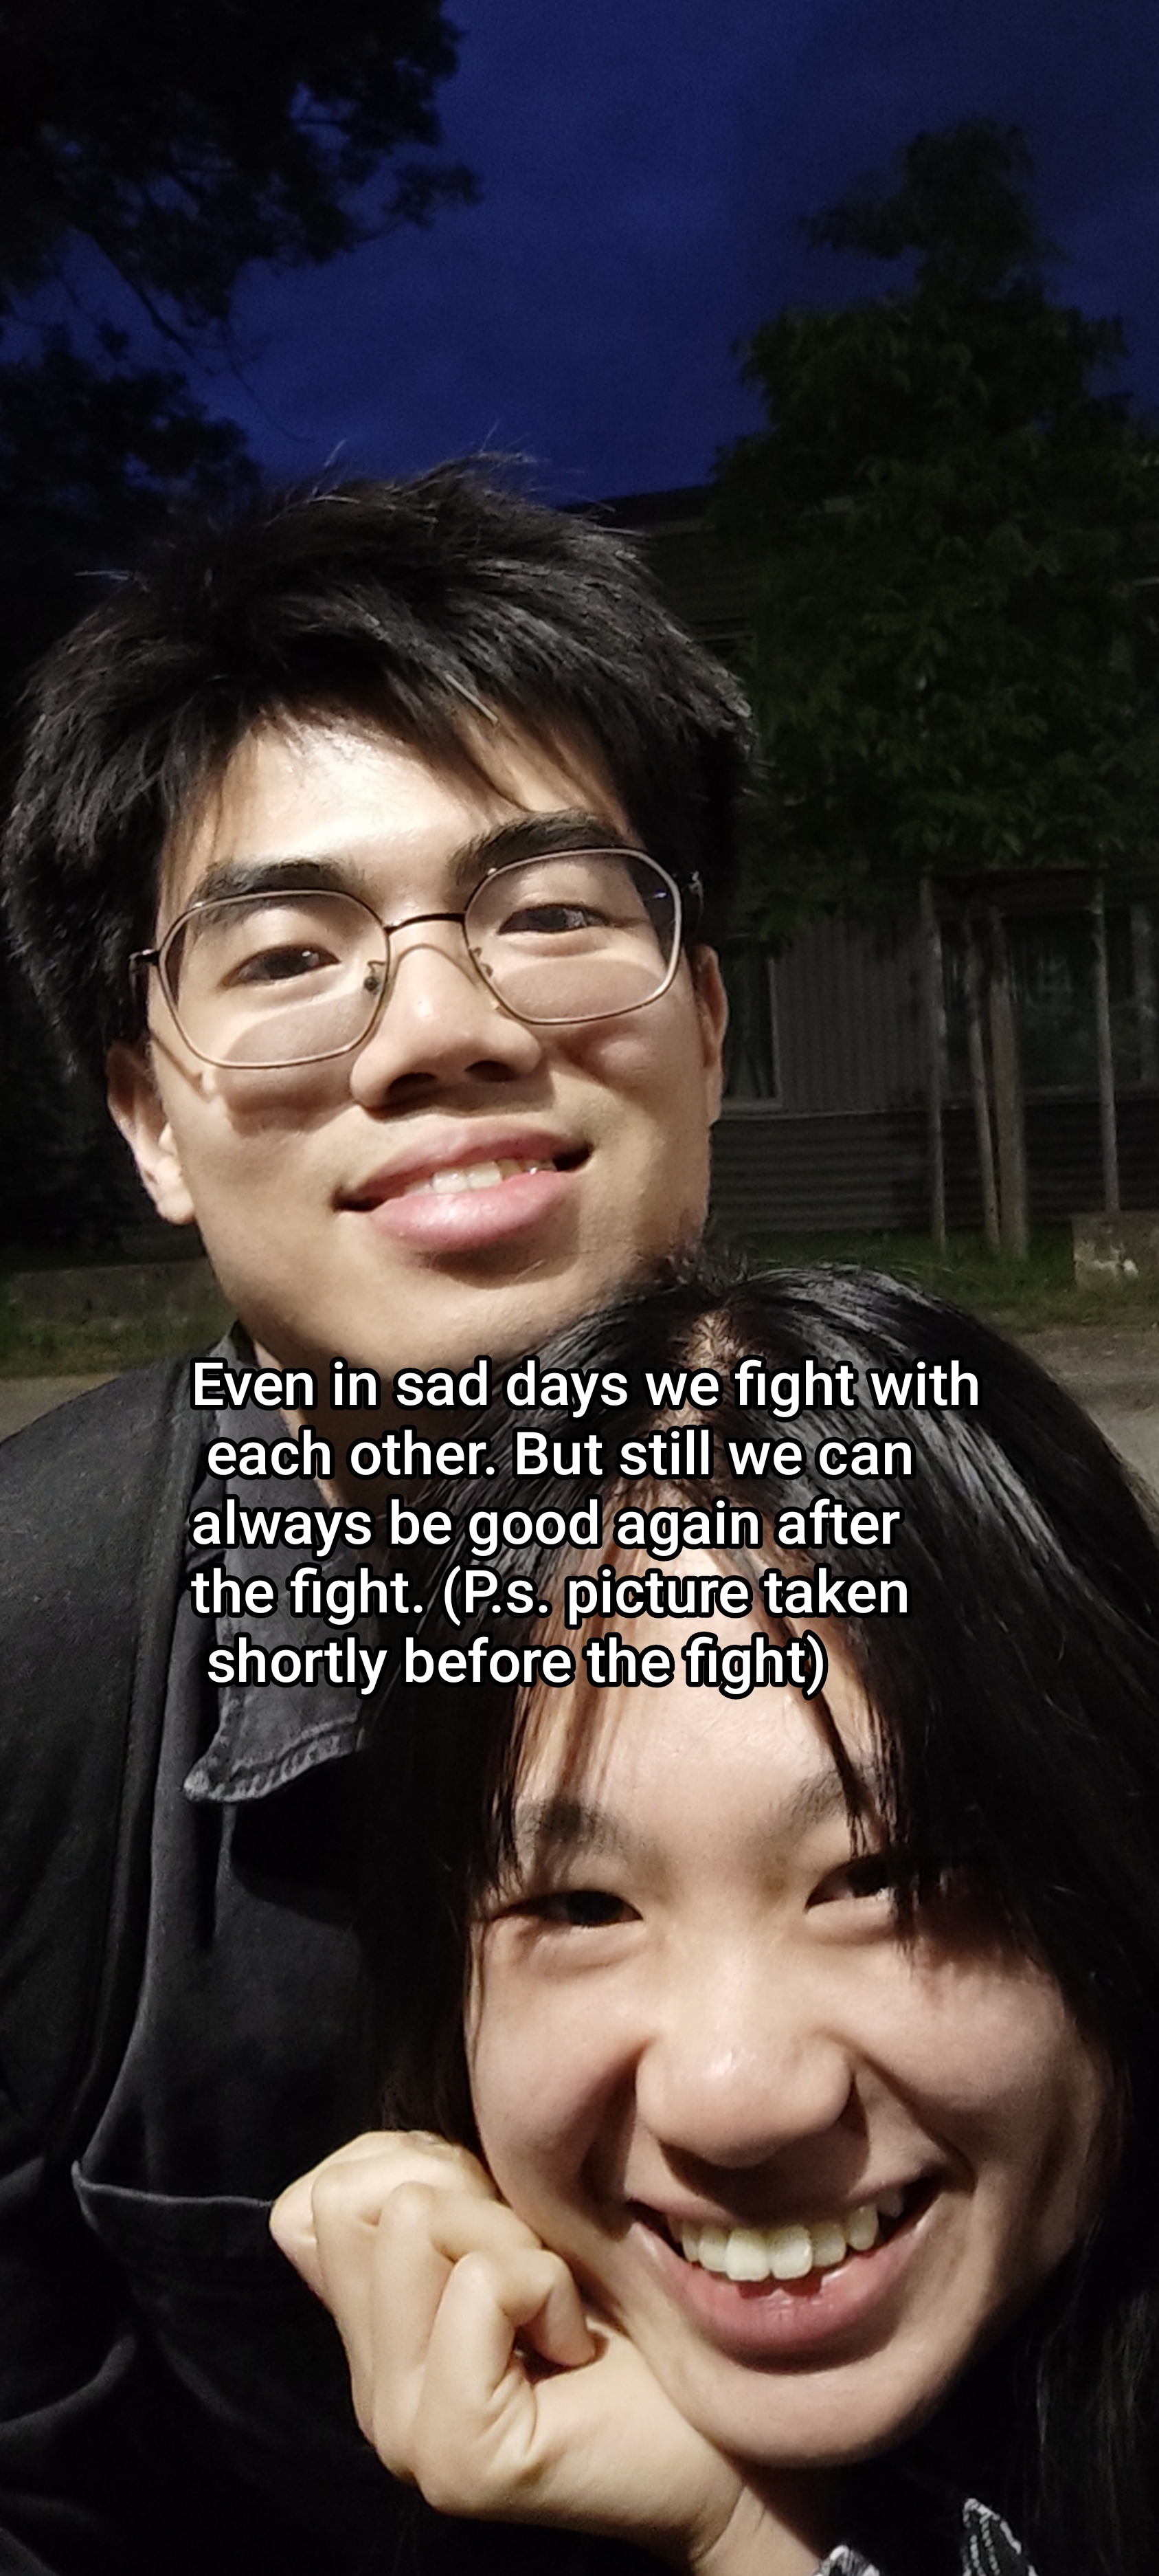 Even in sad days we fight with
each other. But still we can
always be good again after
the fight. (P.s. picture taken
shortly before the fight)